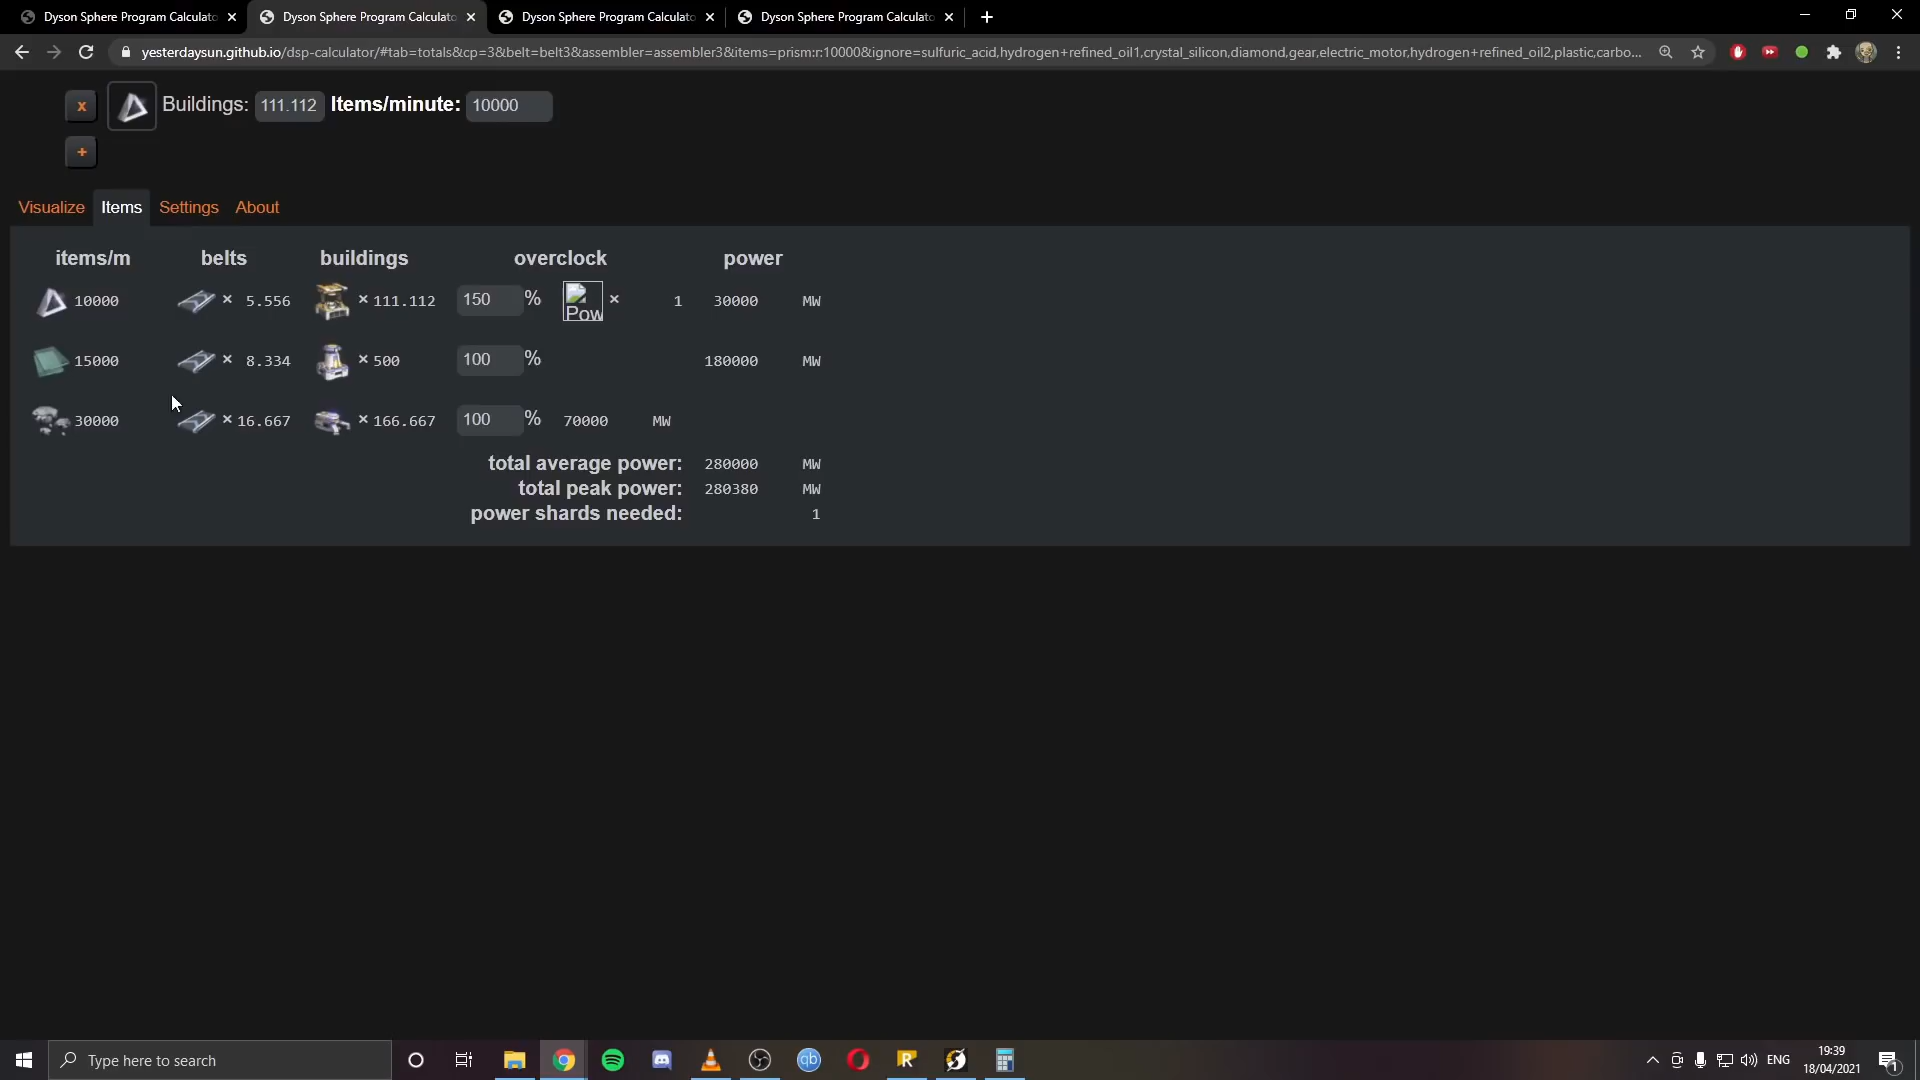 Dyson Sphere Program Calculato
Dyson Sphere Program Calculato
Dyson Sphere Program Calculato
Dyson Sphere Program Calculato
yesterdaysun.github.io/dsp-calculator/#tab=totals&cp=3&belt=belt3&assembler=assembler3&items=prism:r:10000&ignore=sulfuric_acid,hydrogen+refined_oil1,crystal_silicon,diamond,gear,electric_motor,hydrogen+refined_oil2,plastic,carbo...
x Buildings: 111.112 Items/minute: 10000
+
Visualize Items Settings About
items/m belts buildings overclock power
10000 × 5.556 × 111.112 150 % Pow × 1 30000 MW
15000 × 8.334 × 500 100 % 180000 MW
30000 × 16.667 × 166.667 100 % 70000 MW
total average power: 280000 MW
total peak power: 280380 MW
power shards needed: 1
Type here to search
qb
R
ENG
19:39
18/04/2021
1